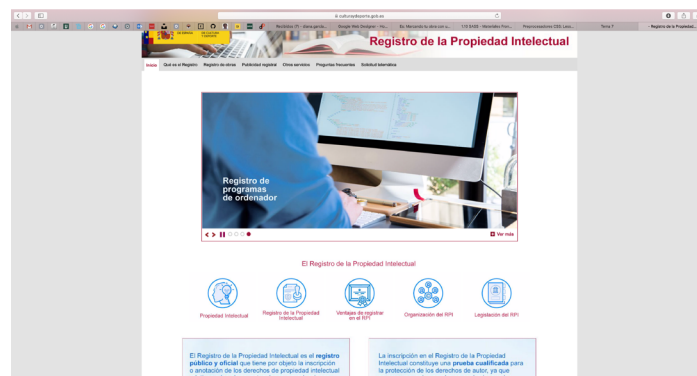 culturaydeporte.gob.es
Registro de la Propiedad Intelectual
Inicio Qué es el Registro Registro de obras Publicidad registral Otros servicios Preguntas frecuentes Solicitud telemática
Registro de
programas
de ordenador
Ver más
El Registro de la Propiedad Intelectual
Propiedad Intelectual
Registro de la Propiedad
Intelectual
Ventajas de registrar
en el RPI
Organización del RPI
Legislación del RPI
El Registro de la Propiedad Intelectual es el registro
público y oficial que tiene por objeto la inscripción
o anotación de los derechos de propiedad intelectual
La inscripción en el Registro de la Propiedad
Intelectual constituye una prueba cualificada para
la protección de los derechos de autor, ya que